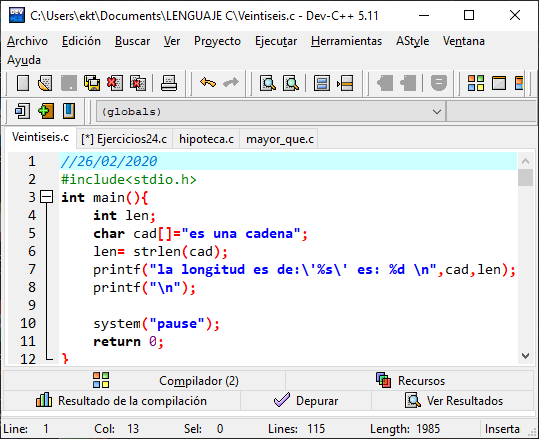 C:\Users\ekt\Documents\LENGUAJE C\Veintiseis.c - Dev-C++ 5.11
Archivo Edición Buscar Ver Proyecto Ejecutar Herramientas AStyle Ventana
Ayuda
(globals)
Veintiseis.c [*] Ejercicios24.c hipoteca.c mayor_que.c
1 //26/02/2020
2 #include<stdio.h>
3 int main(){
4 int len;
5 char cad[]="es una cadena";
6 len= strlen(cad);
7 printf("la longitud es de:\'%s\' es: %d \n",cad,len);
8 printf("\n");
9
10 system("pause");
11 return 0;
12 }
Compilador (2) Recursos
Resultado de la compilación Depurar Ver Resultados
Line: 1 Col: 13 Sel: 0 Lines: 115 Length: 1985 Inserta